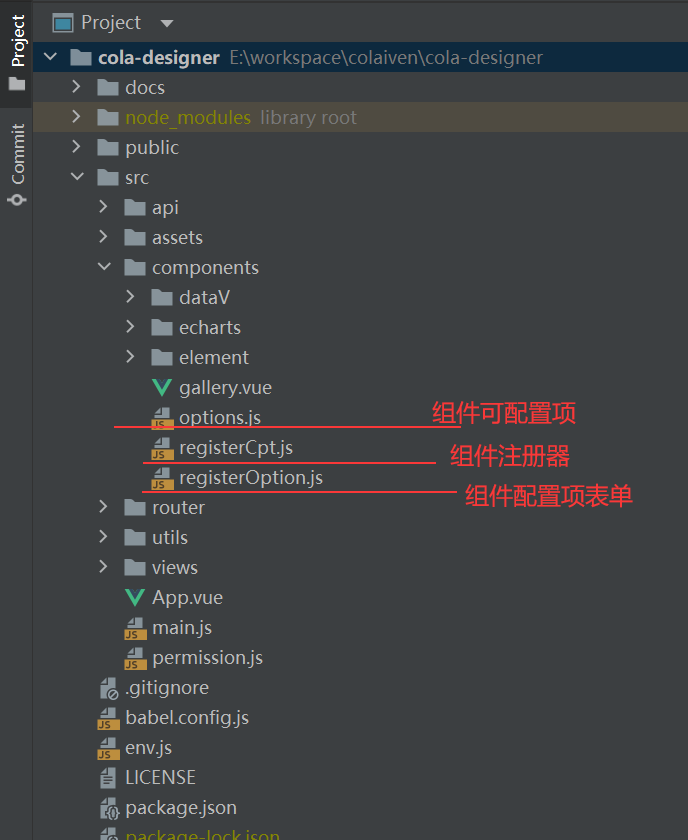 Project
Commit
Project
cola-designer E:\workspace\colaiven\cola-designer
docs
node_modules library root
public
src
api
assets
components
dataV
echarts
element
gallery.vue
options.js 组件可配置项
registerCpt.js 组件注册器
registerOption.js 组件配置项表单
router
utils
views
App.vue
main.js
permission.js
.gitignore
babel.config.js
env.js
LICENSE
package.json
package-lock.json